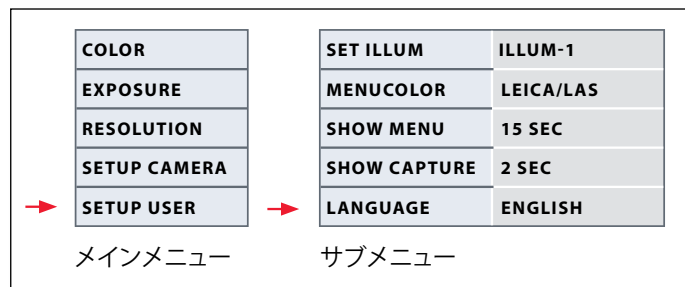 COLOR
EXPOSURE
RESOLUTION
SETUP CAMERA
SETUP USER
メインメニュー
SET ILLUM ILLUM-1
MENUCOLOR LEICA/LAS
SHOW MENU 15 SEC
SHOW CAPTURE 2 SEC
LANGUAGE ENGLISH
サブメニュー